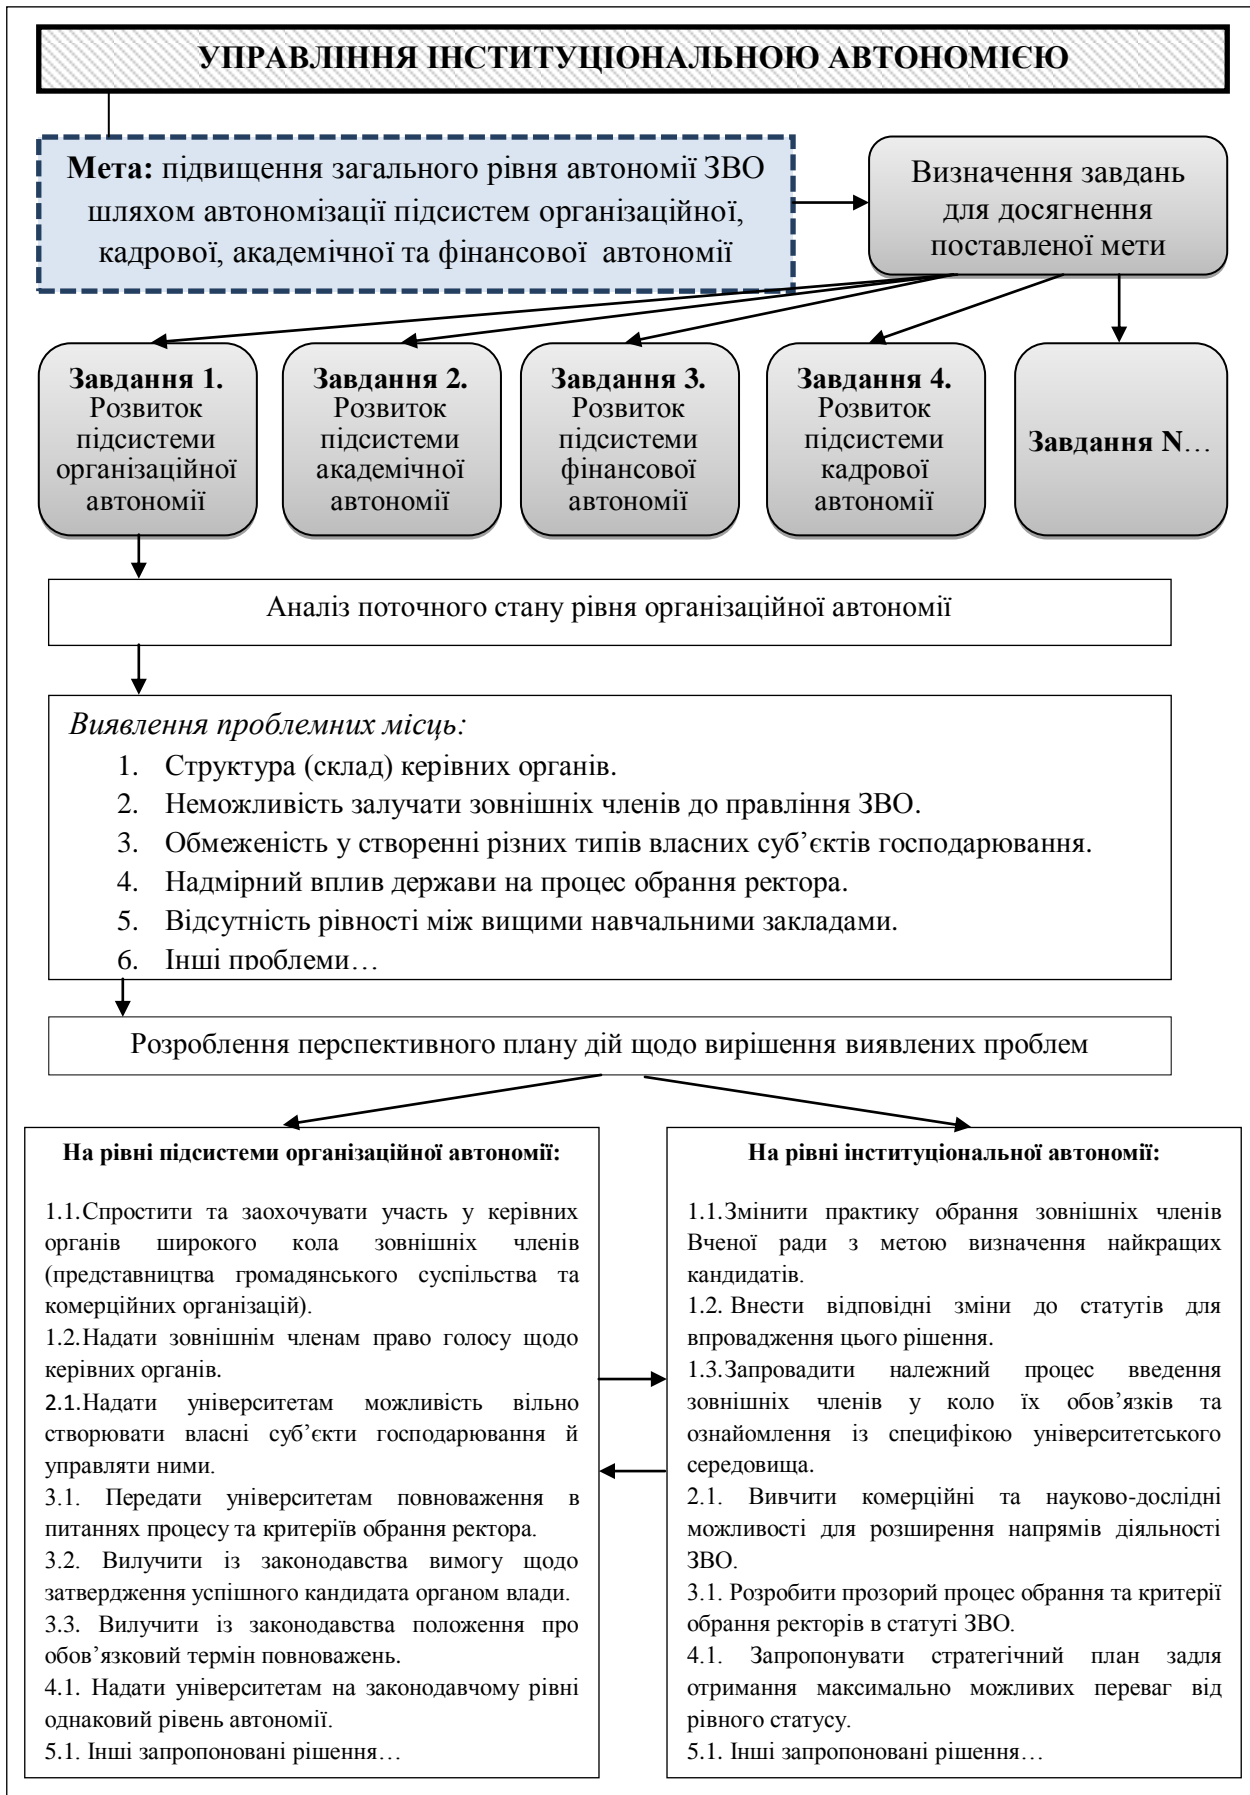 УПРАВЛІННЯ ІНСТИТУЦІОНАЛЬНОЮ АВТОНОМІЄЮ
Мета: підвищення загального рівня автономії ЗВО
шляхом автономізації підсистем організаційної,
кадрової, академічної та фінансової автономії
Визначення завдань
для досягнення
поставленої мети
Завдання 1.
Розвиток
підсистеми
організаційної
автономії
Завдання 2.
Розвиток
підсистеми
академічної
автономії
Завдання 3.
Розвиток
підсистеми
фінансової
автономії
Завдання 4.
Розвиток
підсистеми
кадрової
автономії
Завдання N…
Аналіз поточного стану рівня організаційної автономії
Виявлення проблемних місць:
1. Структура (склад) керівних органів.
2. Неможливість залучати зовнішніх членів до правління ЗВО.
3. Обмеженість у створенні різних типів власних суб’єктів господарювання.
4. Надмірний вплив держави на процес обрання ректора.
5. Відсутність рівності між вищими навчальними закладами.
6. Інші проблеми…
Розроблення перспективного плану дій щодо вирішення виявлених проблем
На рівні підсистеми організаційної автономії:
1.1.Спростити та заохочувати участь у керівних
органів широкого кола зовнішніх членів
(представництва громадянського суспільства та
комерційних організацій).
1.2.Надати зовнішнім членам право голосу щодо
керівних органів.
2.1.Надати університетам можливість вільно
створювати власні суб’єкти господарювання й
управляти ними.
3.1. Передати університетам повноваження в
питаннях процесу та критеріїв обрання ректора.
3.2. Вилучити із законодавства вимогу щодо
затвердження успішного кандидата органом влади.
3.3. Вилучити із законодавства положення про
обов’язковий термін повноважень.
4.1. Надати університетам на законодавчому рівні
однаковий рівень автономії.
5.1. Інші запропоновані рішення…
На рівні інституціональної автономії:
1.1.Змінити практику обрання зовнішніх членів
Вченої ради з метою визначення найкращих
кандидатів.
1.2. Внести відповідні зміни до статутів для
впровадження цього рішення.
1.3.Запровадити належний процес введення
зовнішніх членів у коло їх обов’язків та
ознайомлення із специфікою університетського
середовища.
2.1. Вивчити комерційні та науково-дослідні
можливості для розширення напрямів діяльності
ЗВО.
3.1. Розробити прозорий процес обрання та критерії
обрання ректорів в статуті ЗВО.
4.1. Запропонувати стратегічний план задля
отримання максимально можливих переваг від
рівного статусу.
5.1. Інші запропоновані рішення…